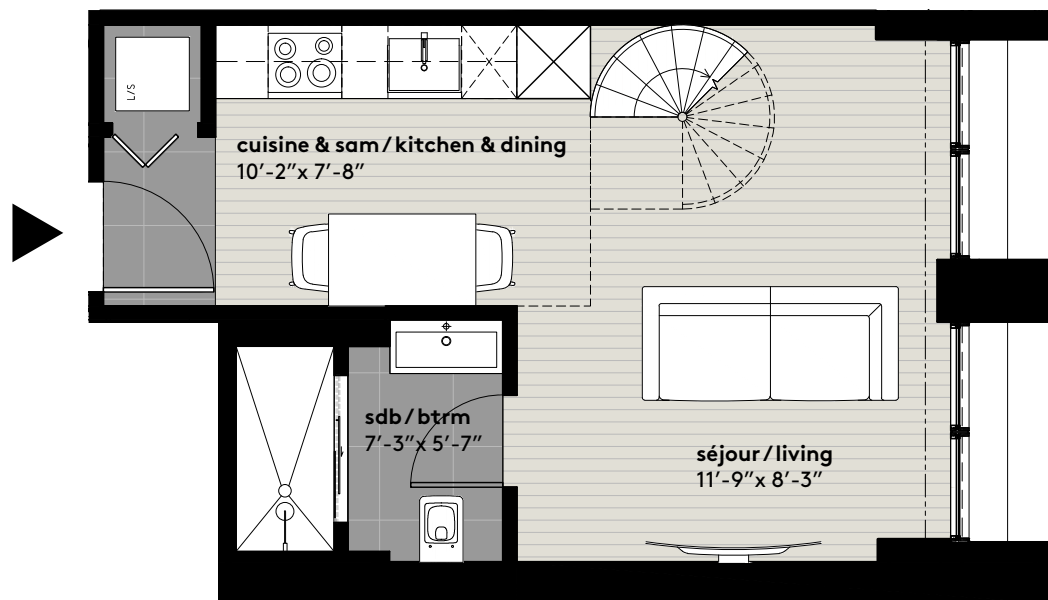 L/S
cuisine & sam / kitchen & dining
10′-2″ x 7′-8″
sdb / btrm
7′-3″ x 5′-7″
séjour / living
11′-9″ x 8′-3″